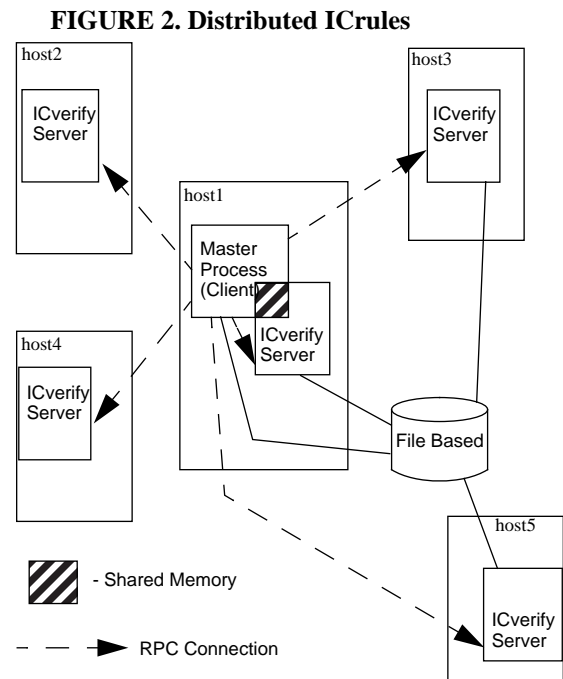 FIGURE 2. Distributed ICrules
host2
ICverify
Server
host3
ICverify
Server
host1
Master
Process
(Client)
ICverify
Server
host4
ICverify
Server
File Based
host5
ICverify
Server
- Shared Memory
RPC Connection